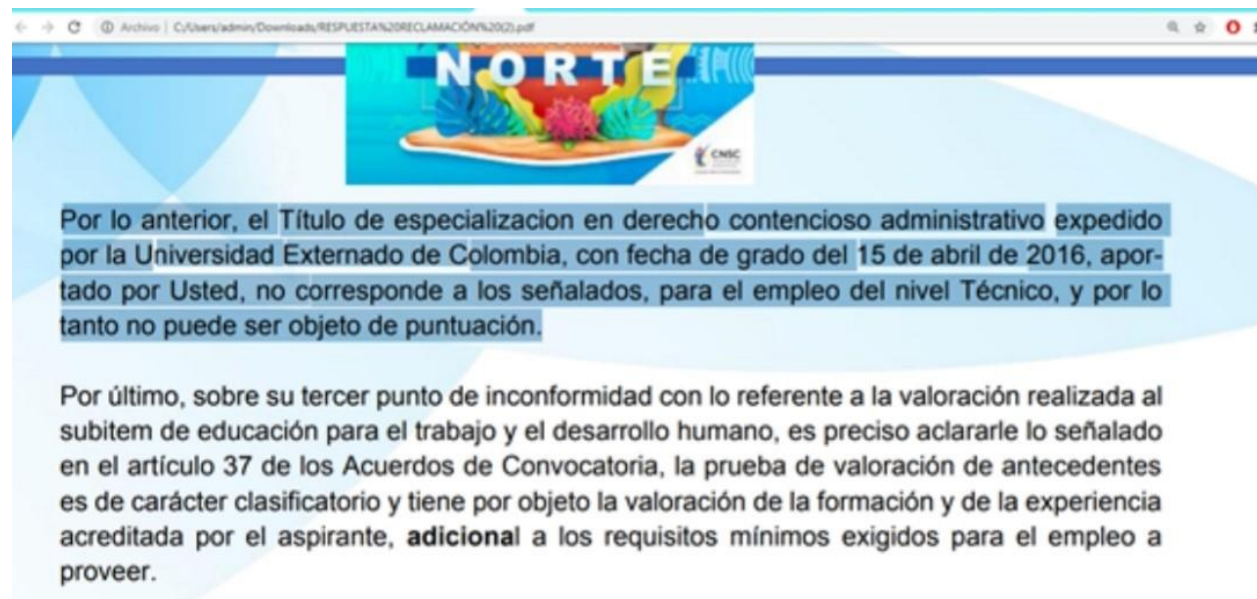 Archivo | C:/Users/admin/Downloads/RESPUESTA%20RECLAMACIÓN%20(2).pdf
NORTE
CNSC
Por lo anterior, el Título de especializacion en derecho contencioso administrativo expedido
por la Universidad Externado de Colombia, con fecha de grado del 15 de abril de 2016, apor-
tado por Usted, no corresponde a los señalados, para el empleo del nivel Técnico, y por lo
tanto no puede ser objeto de puntuación.
Por último, sobre su tercer punto de inconformidad con lo referente a la valoración realizada al
subitem de educación para el trabajo y el desarrollo humano, es preciso aclararle lo señalado
en el artículo 37 de los Acuerdos de Convocatoria, la prueba de valoración de antecedentes
es de carácter clasificatorio y tiene por objeto la valoración de la formación y de la experiencia
acreditada por el aspirante, adicional a los requisitos mínimos exigidos para el empleo a
proveer.